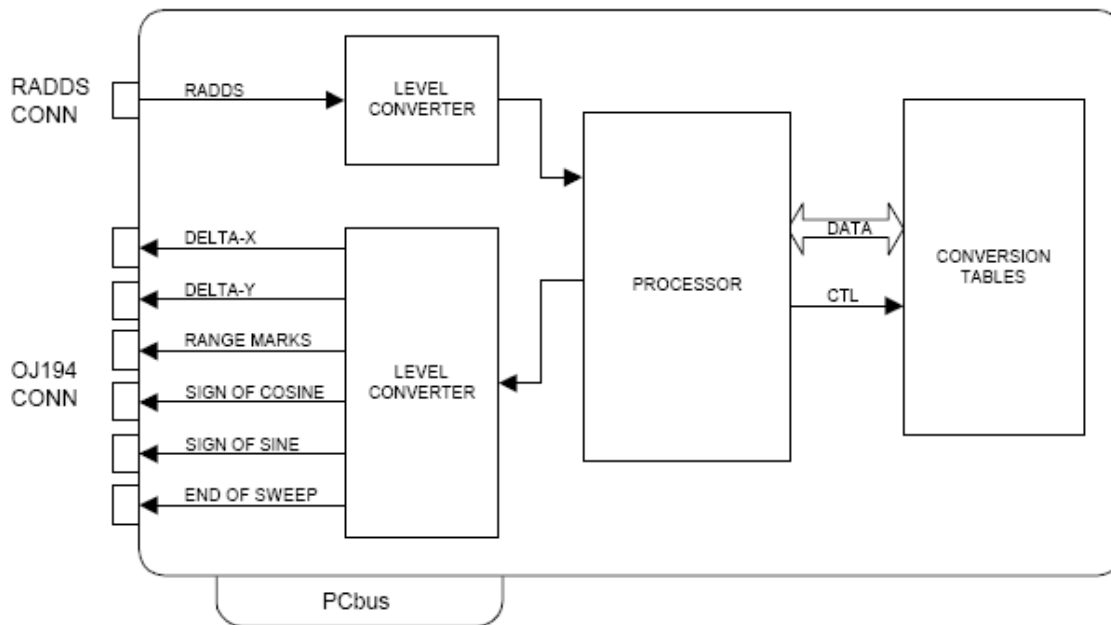 RADDS
CONN
RADDS
LEVEL
CONVERTER
PROCESSOR
DATA
CTL
CONVERSION
TABLES
OJ194
CONN
DELTA-X
DELTA-Y
RANGE MARKS
SIGN OF COSINE
SIGN OF SINE
END OF SWEEP
LEVEL
CONVERTER
PCbus